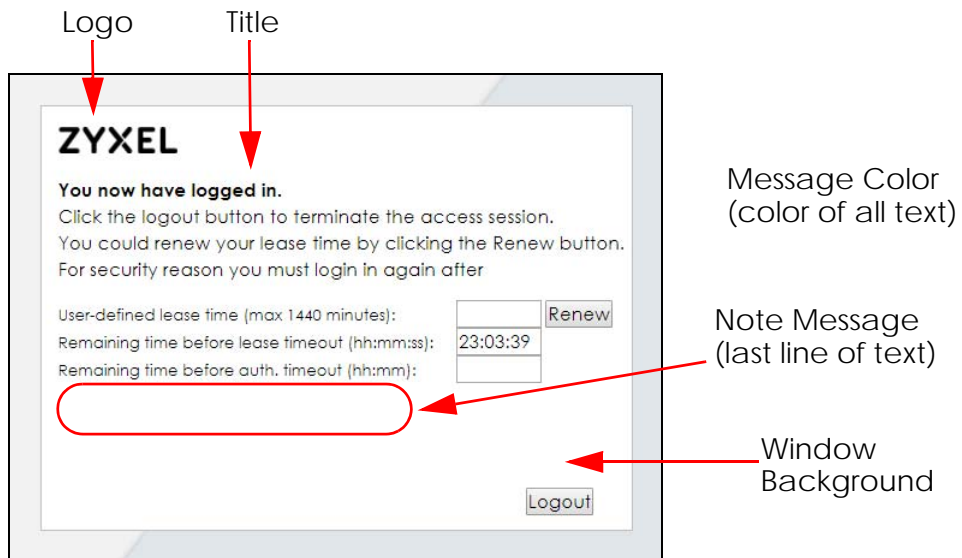 Logo Title
ZYXEL
You now have logged in.
Click the logout button to terminate the access session.
You could renew your lease time by clicking the Renew button.
For security reason you must login in again after
User-defined lease time (max 1440 minutes): Renew
Remaining time before lease timeout (hh:mm:ss): 23:03:39
Remaining time before auth. timeout (hh:mm):
Logout
Message Color
(color of all text)
Note Message
(last line of text)
Window
Background